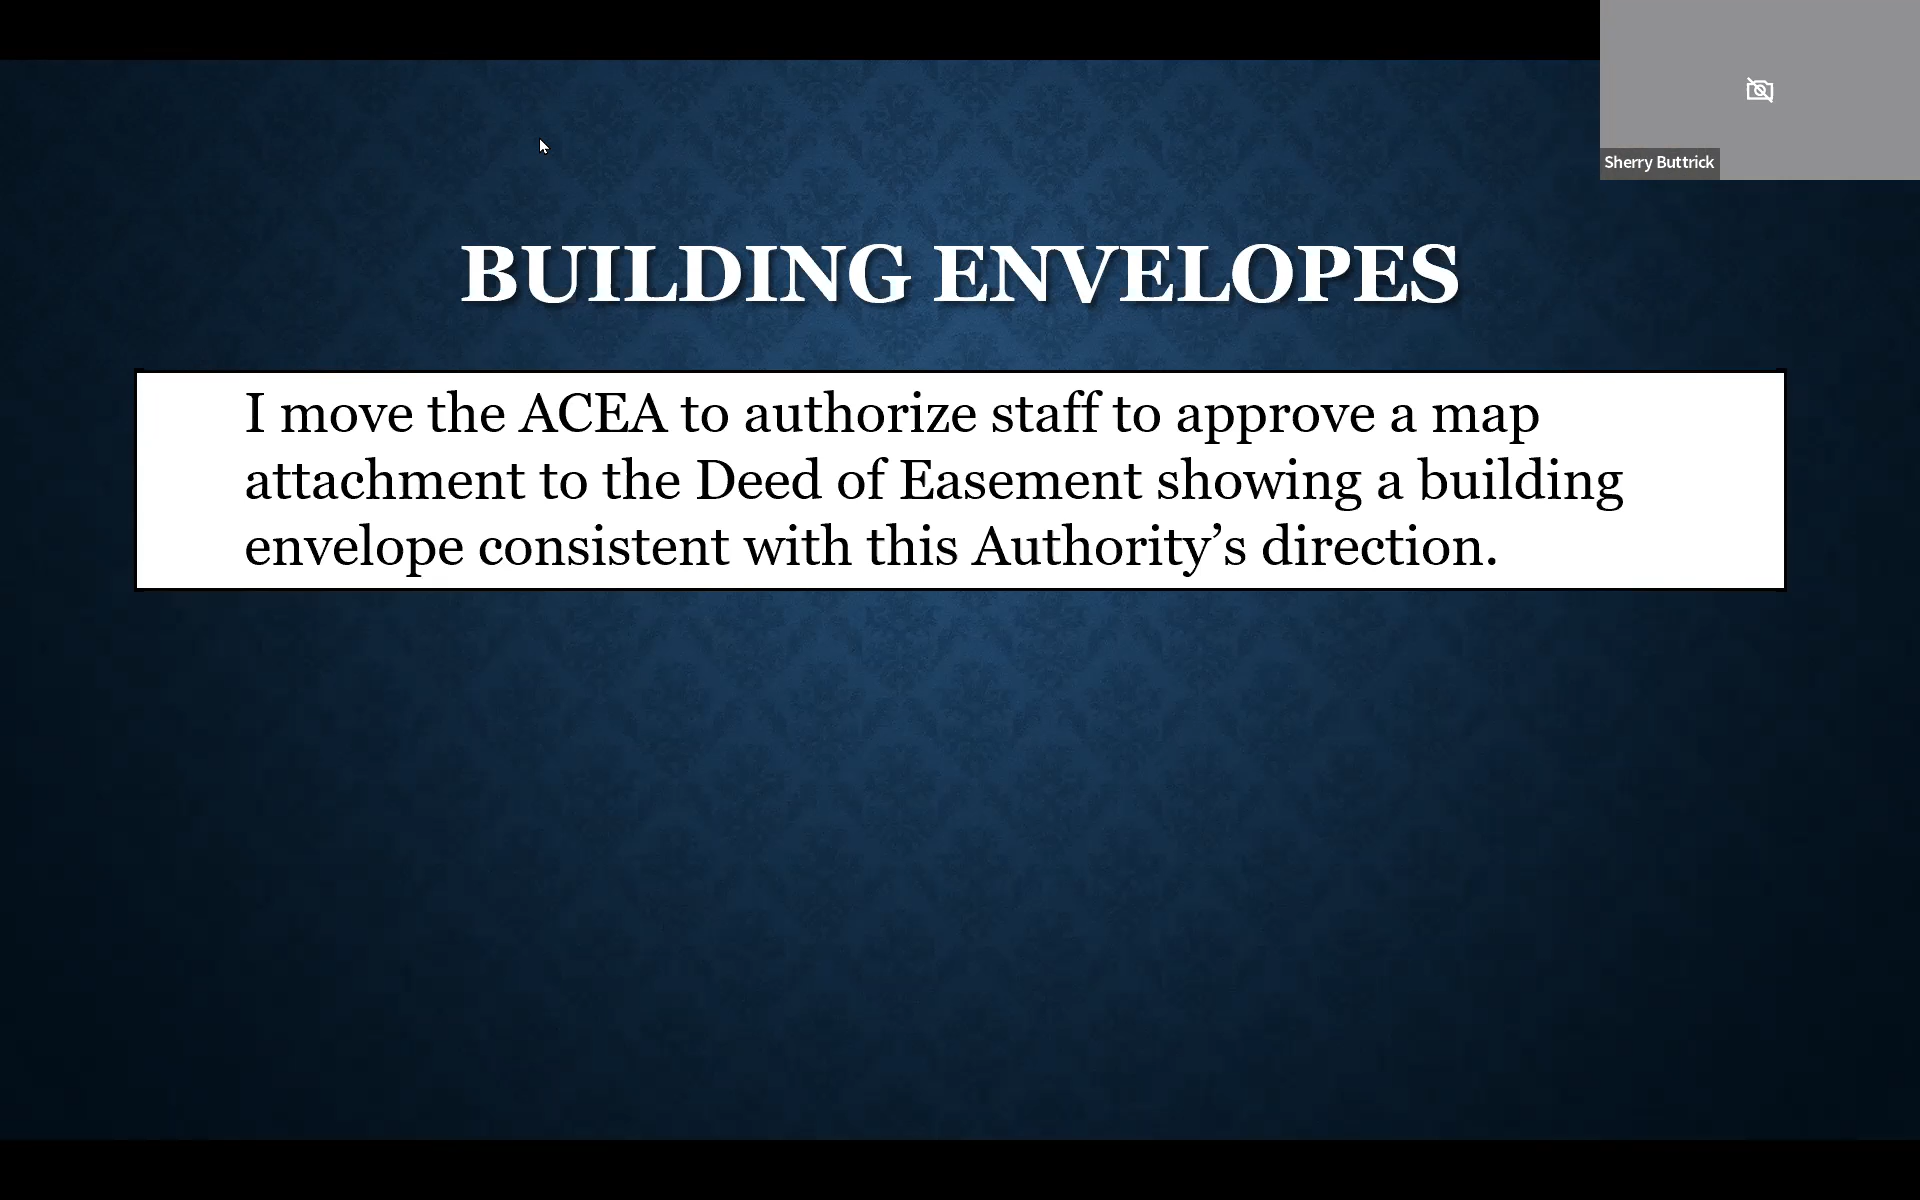 Sherry Buttrick
BUILDING ENVELOPES
I move the ACEA to authorize staff to approve a map
attachment to the Deed of Easement showing a building
envelope consistent with this Authority’s direction.